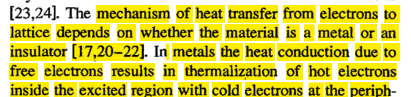 [23,24]. The mechanism of heat transfer from electrons to
lattice depends on whether the material is a metal or an
insulator [17,20–22]. In metals the heat conduction due to
free electrons results in thermalization of hot electrons
inside the excited region with cold electrons at the periph-